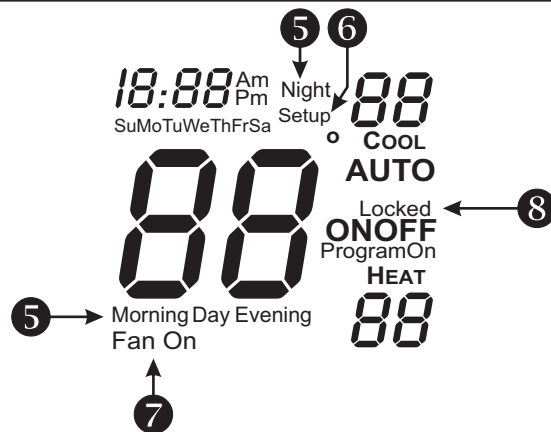 5 6
18:88 Am Pm Night 88
SuMoTuWeThFrSa Setup
° COOL
AUTO
88
Locked 8
ONOFF
ProgramOn
HEAT
5 Morning Day Evening 88
Fan On
7